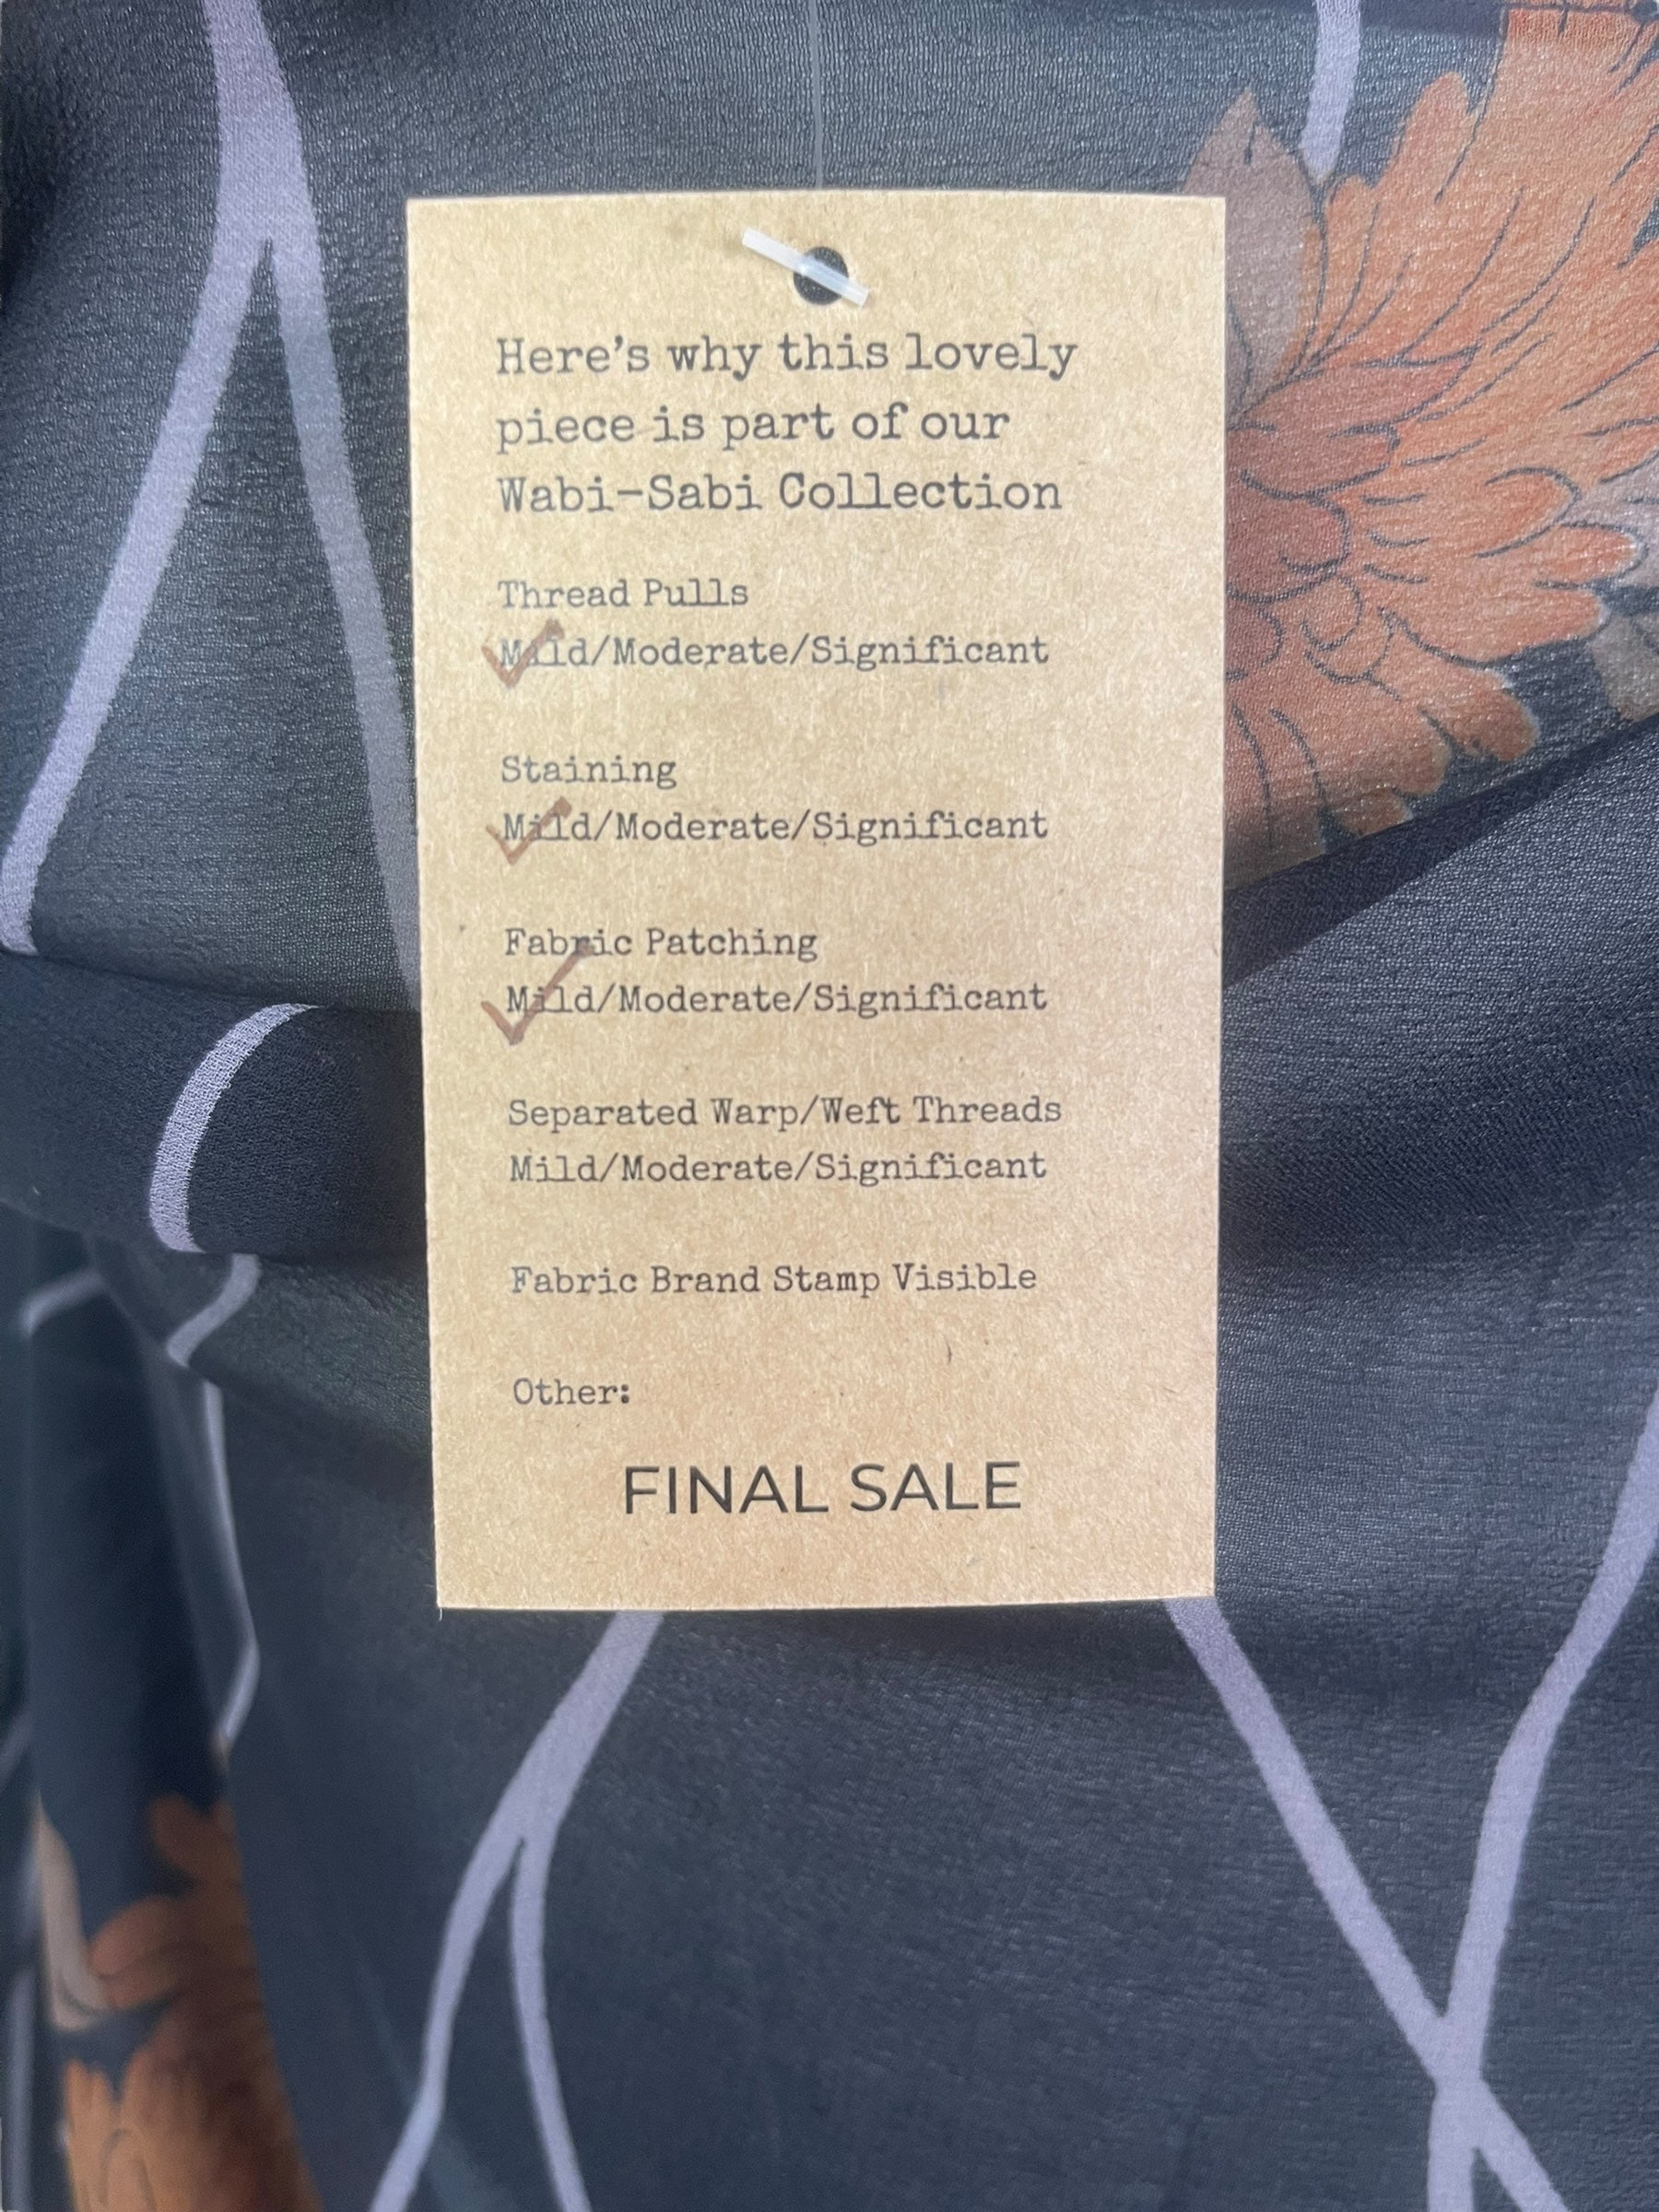 Here's why this lovely
piece is part of our
Wabi-Sabi Collection
Thread Pulls
Mild/Moderate/Significant
Staining
Mild/Moderate/Significant
Fabric Patching
Mild/Moderate/Significant
Separated Warp/Weft Threads
Mild/Moderate/Significant
Fabric Brand Stamp Visible
Other:
FINAL SALE